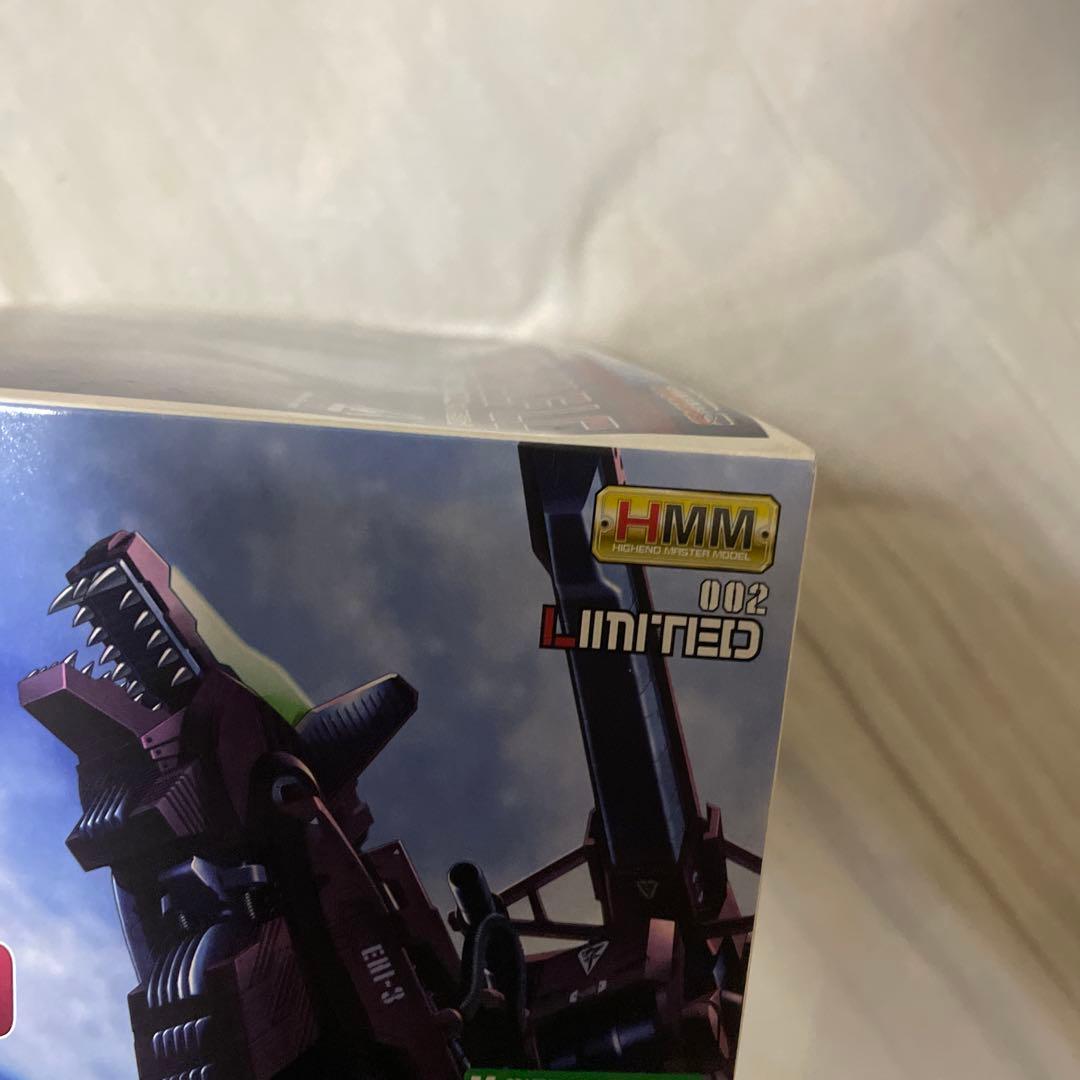 HMM
HIGHEND MASTER MODEL
002
LIMITED
EHI-3